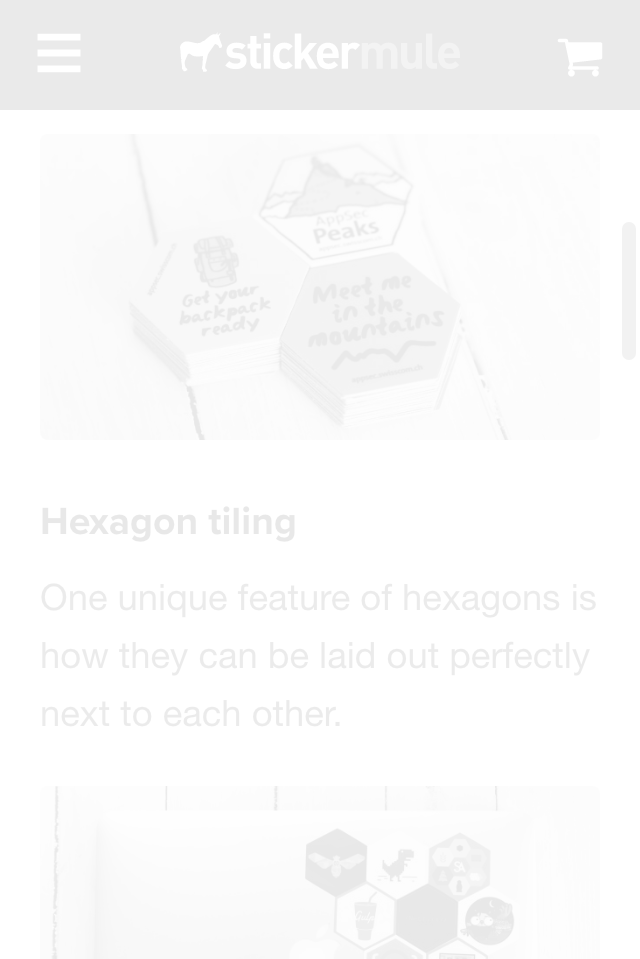 stickermule
AppSec
Peaks
Get your
backpack
ready
Meet me
in the
mountains
Hexagon tiling
One unique feature of hexagons is
how they can be laid out perfectly
next to each other.